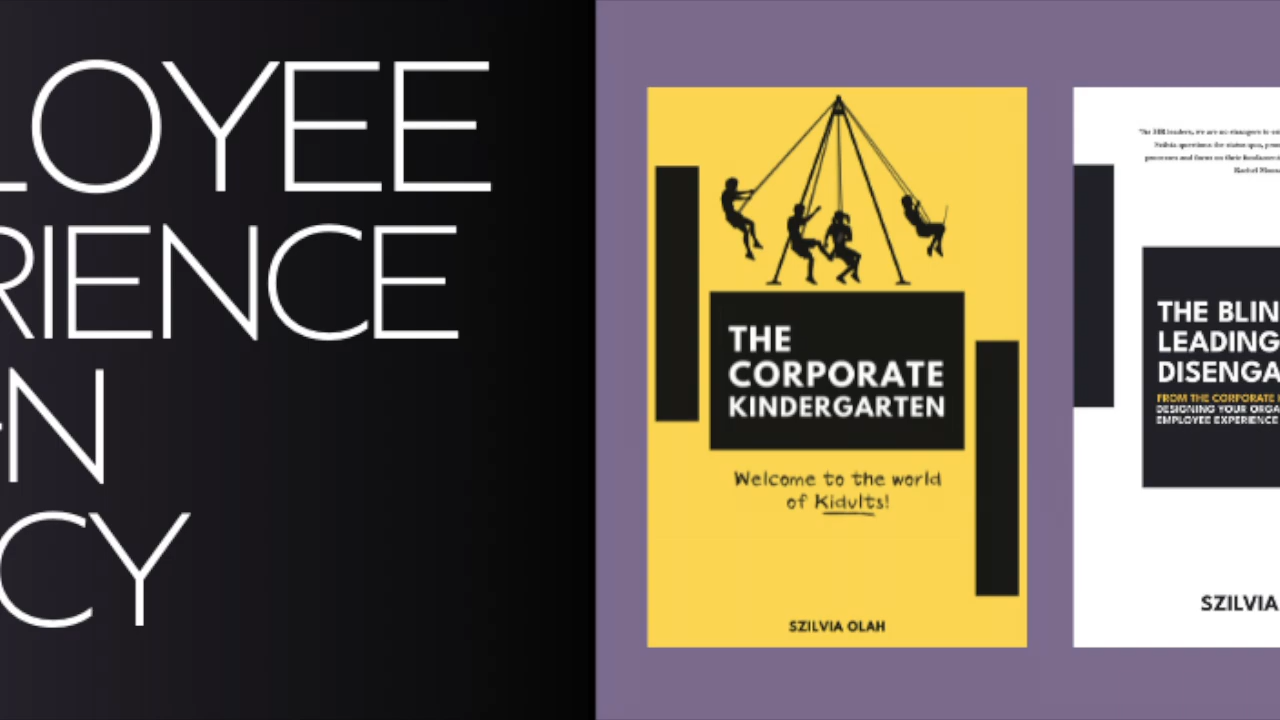 LOYEE
RIENCE
N
CY
THE
CORPORATE
KINDERGARTEN
Welcome to the world
of Kidults!
SZILVIA OLAH
THE BLIN
LEADING
DISENGA
FROM THE CORPORATE
DESIGNING YOUR ORGA
EMPLOYEE EXPERIENCE
SZILVIA